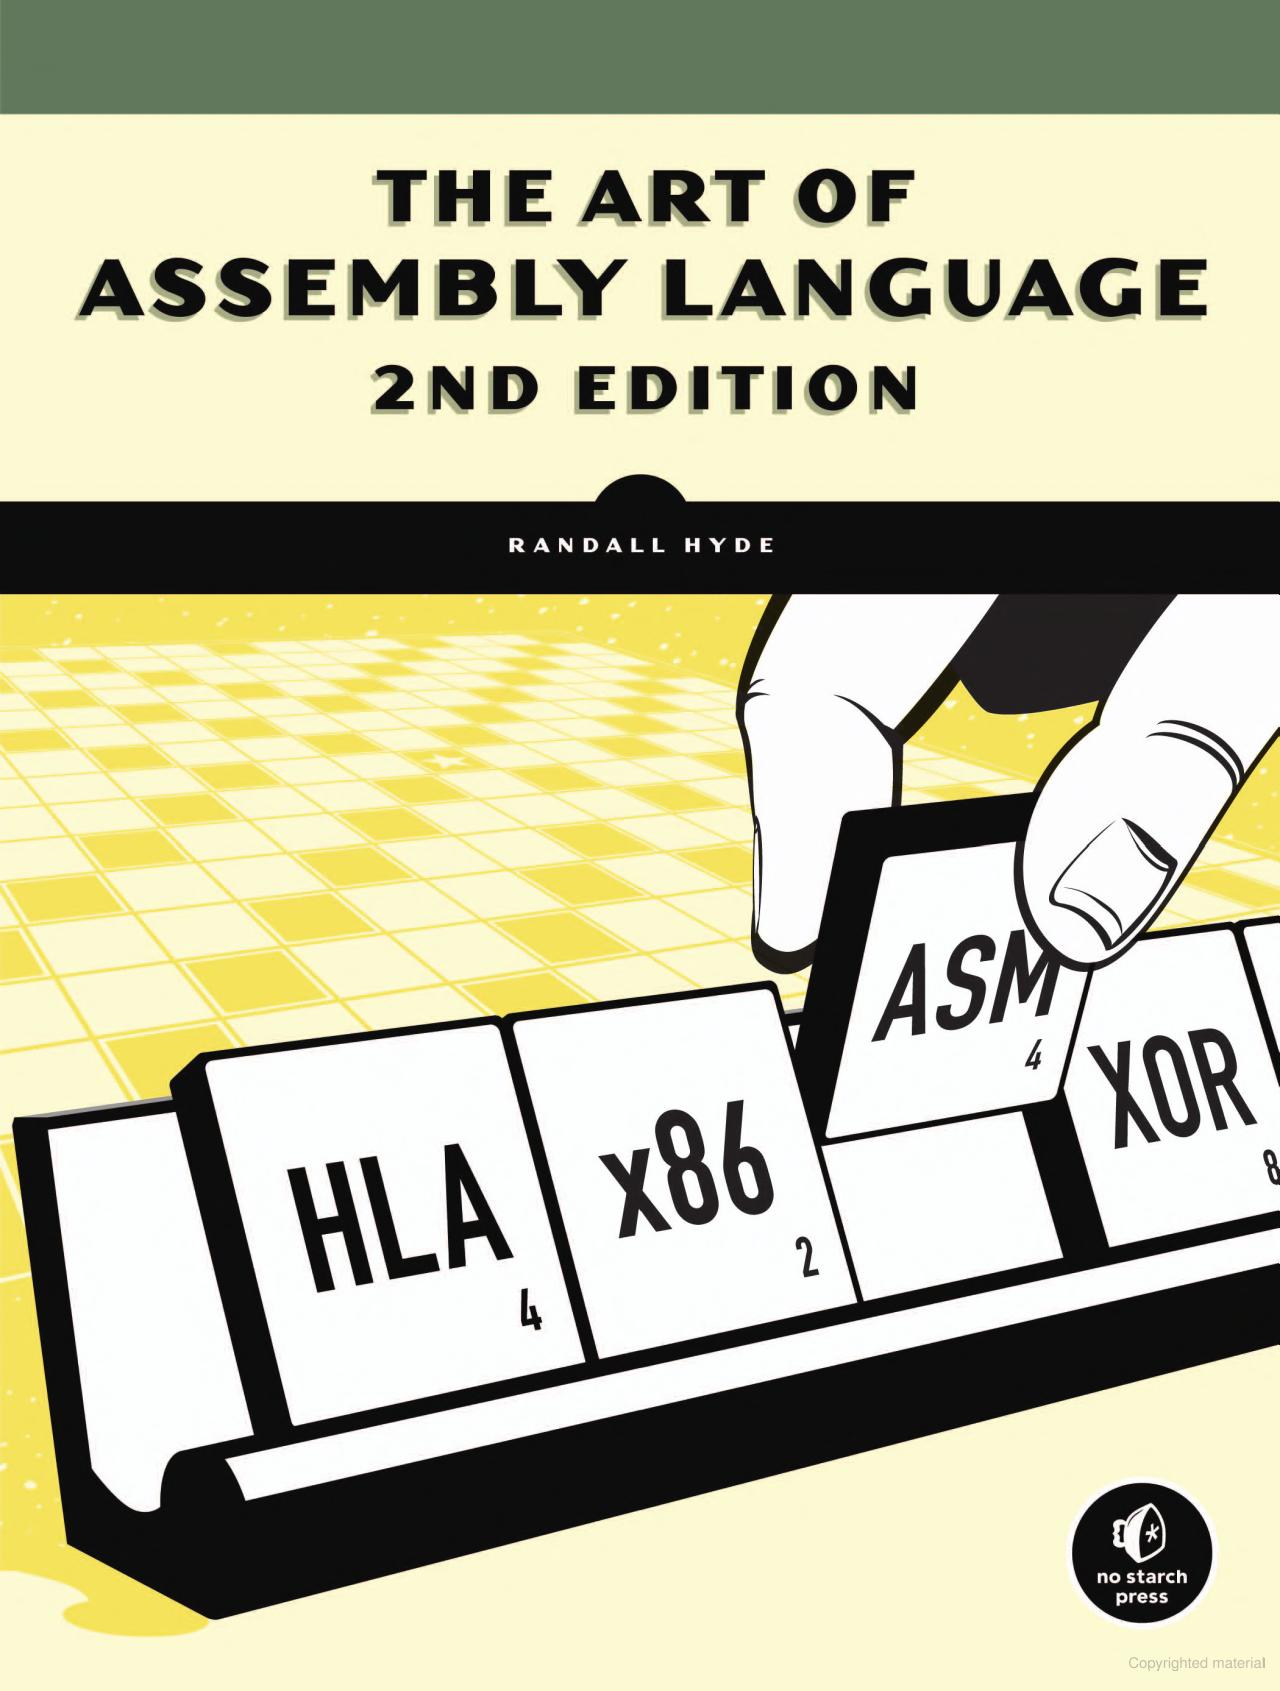 THE ART OF
ASSEMBLY LANGUAGE
2ND EDITION
RANDALL HYDE
ASM
4
XOR
8
x86
2
HLA
4
no starch
press
Copyrighted material